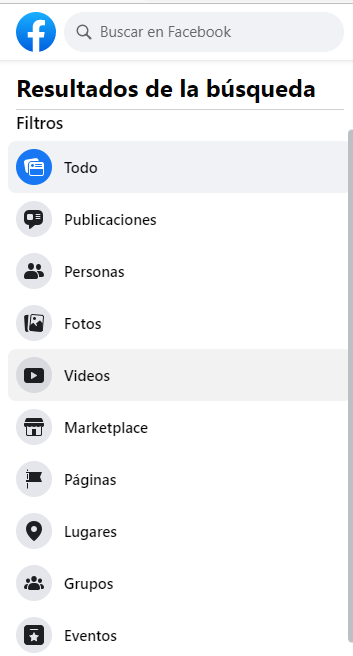 Buscar en Facebook
Resultados de la búsqueda
Filtros
Todo
Publicaciones
Personas
Fotos
Videos
Marketplace
Páginas
Lugares
Grupos
Eventos